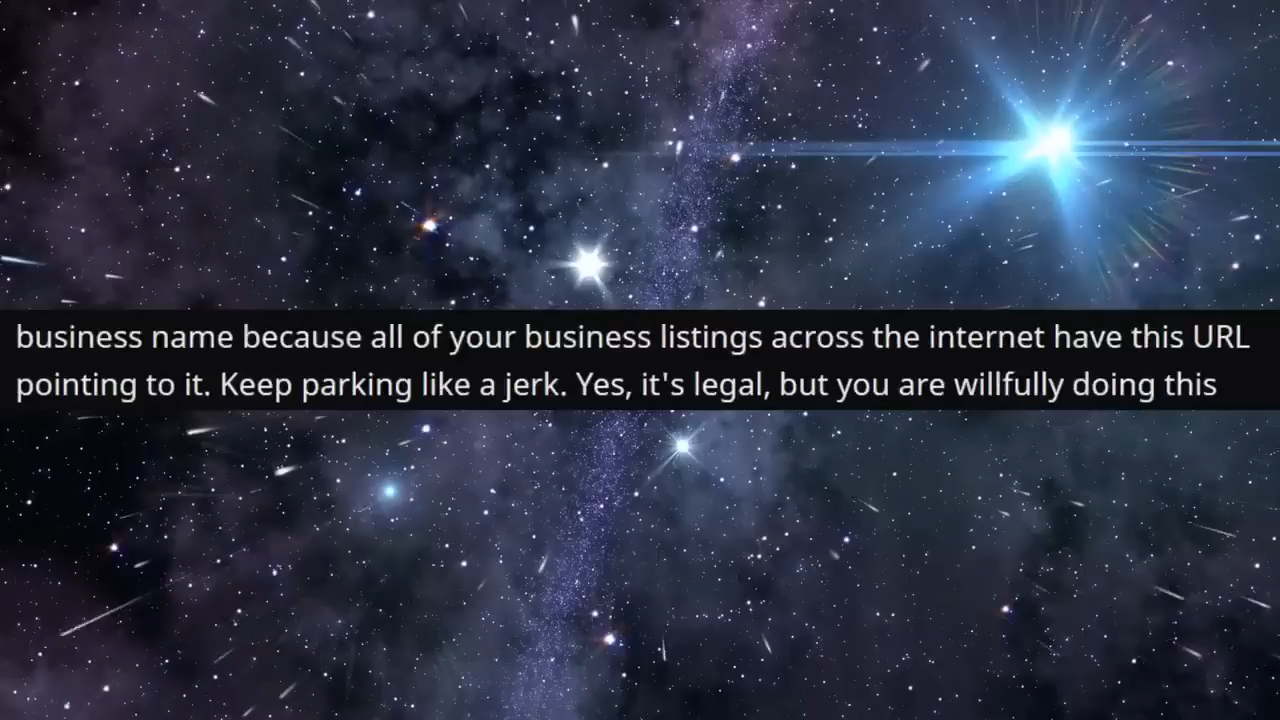 business name because all of your business listings across the internet have this URL
pointing to it. Keep parking like a jerk. Yes, it's legal, but you are willfully doing this